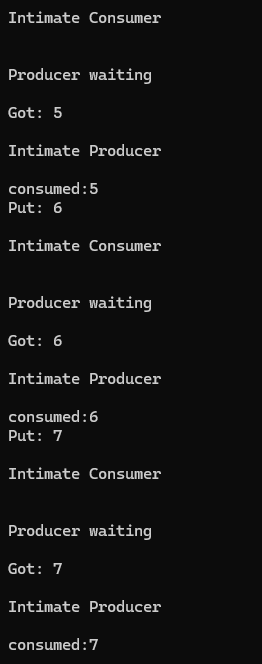 Intimate Consumer
Producer waiting
Got: 5
Intimate Producer
consumed:5
Put: 6
Intimate Consumer
Producer waiting
Got: 6
Intimate Producer
consumed:6
Put: 7
Intimate Consumer
Producer waiting
Got: 7
Intimate Producer
consumed:7